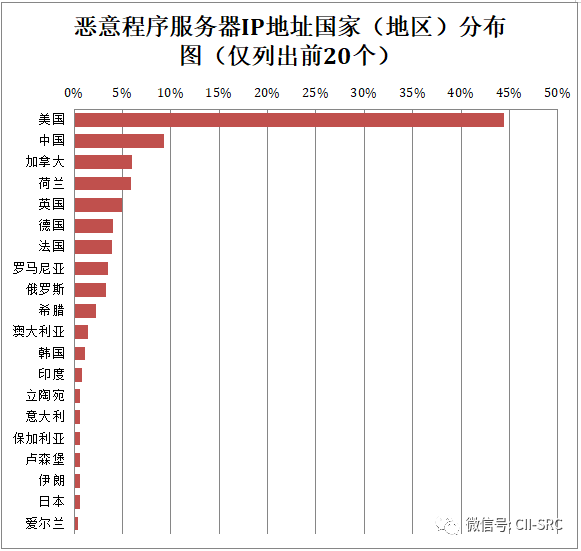 恶意程序服务器IP地址国家（地区）分布
图（仅列出前20个）
0% 5% 10% 15% 20% 25% 30% 35% 40% 45% 50%
美国
中国
加拿大
荷兰
英国
德国
法国
罗马尼亚
俄罗斯
希腊
澳大利亚
韩国
印度
立陶宛
意大利
保加利亚
卢森堡
伊朗
日本
爱尔兰
微信号: CII-SRC